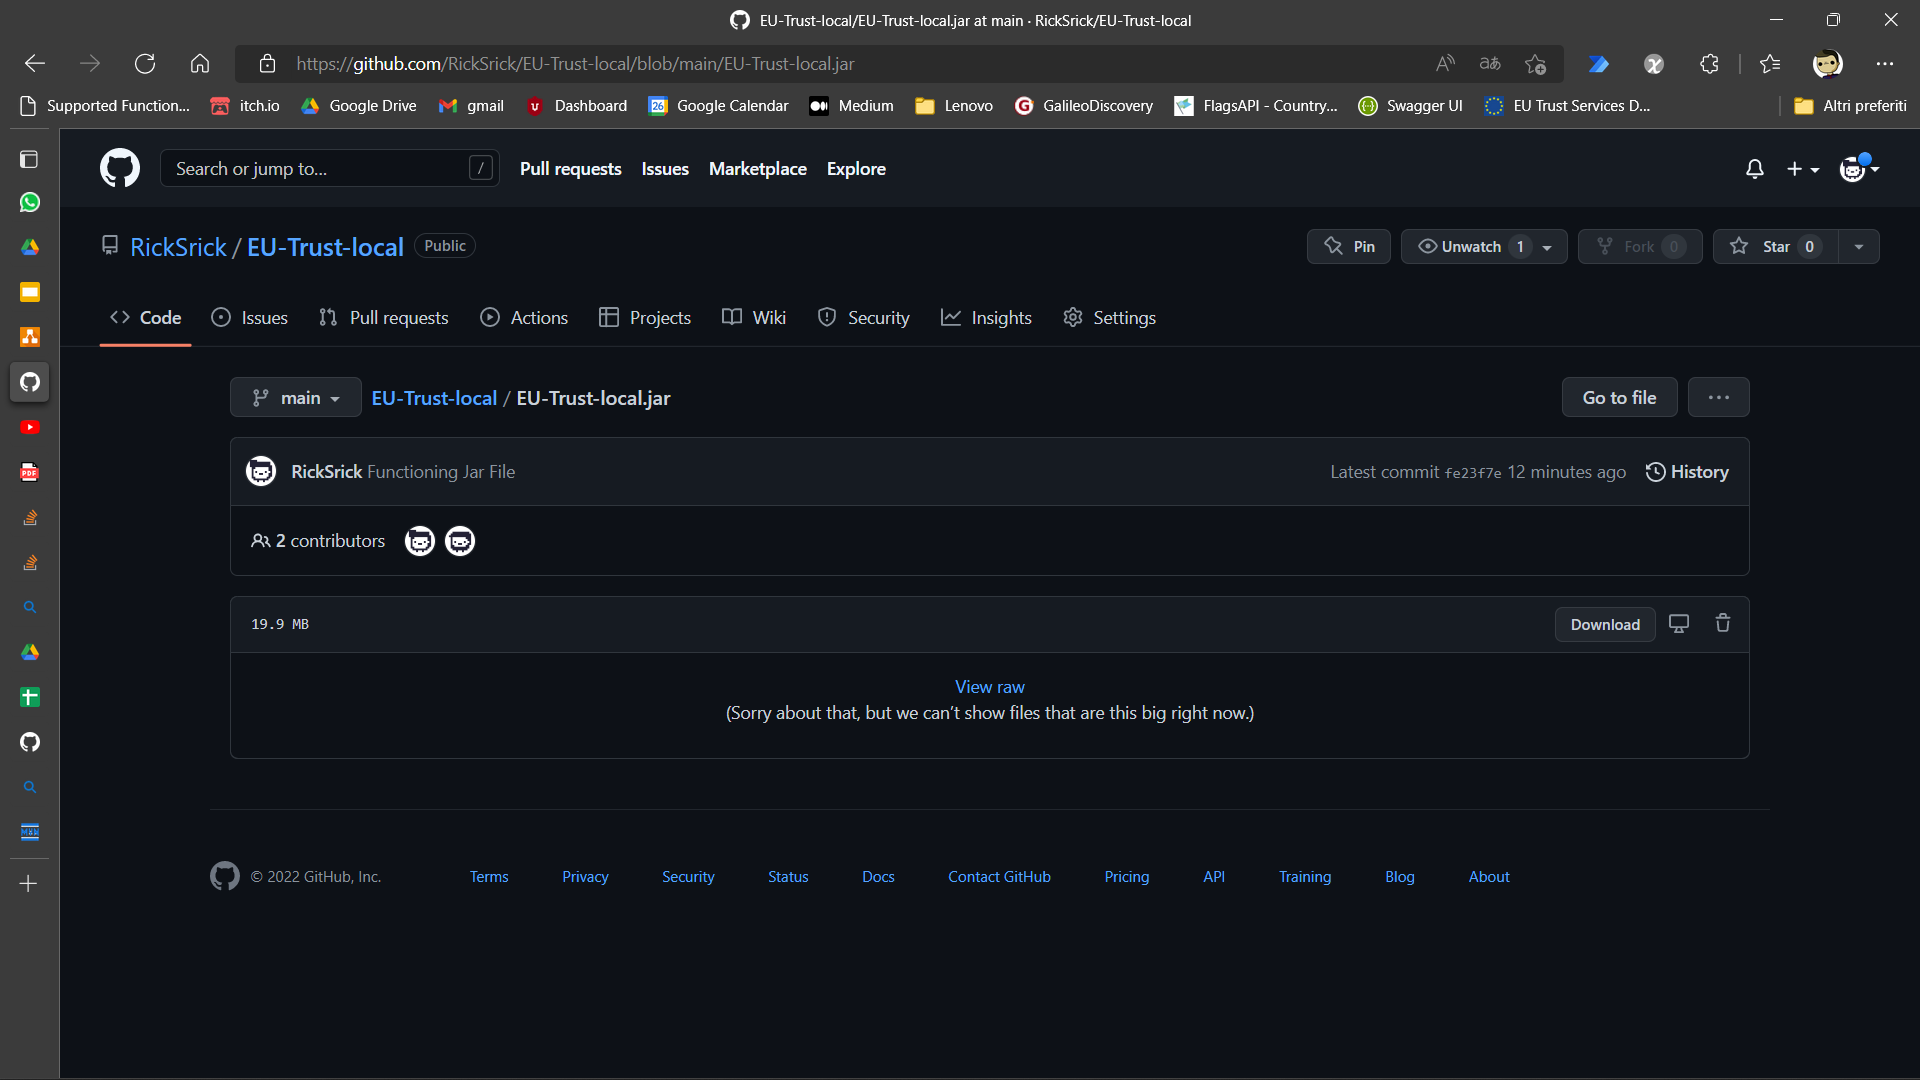 EU-Trust-local/EU-Trust-local.jar at main · RickSrick/EU-Trust-local
https://github.com/RickSrick/EU-Trust-local/blob/main/EU-Trust-local.jar
Supported Function... itch.io Google Drive gmail Dashboard 26 Google Calendar Medium Lenovo GalileoDiscovery FlagsAPI - Country... Swagger UI EU Trust Services D... Altri preferiti
Search or jump to... / Pull requests Issues Marketplace Explore
RickSrick / EU-Trust-local Public Pin Unwatch 1 Fork 0 Star 0
Code Issues Pull requests Actions Projects Wiki Security Insights Settings
main EU-Trust-local / EU-Trust-local.jar Go to file ...
RickSrick Functioning Jar File Latest commit fe23f7e 12 minutes ago History
2 contributors
19.9 MB Download
View raw
(Sorry about that, but we can’t show files that are this big right now.)
© 2022 GitHub, Inc. Terms Privacy Security Status Docs Contact GitHub Pricing API Training Blog About